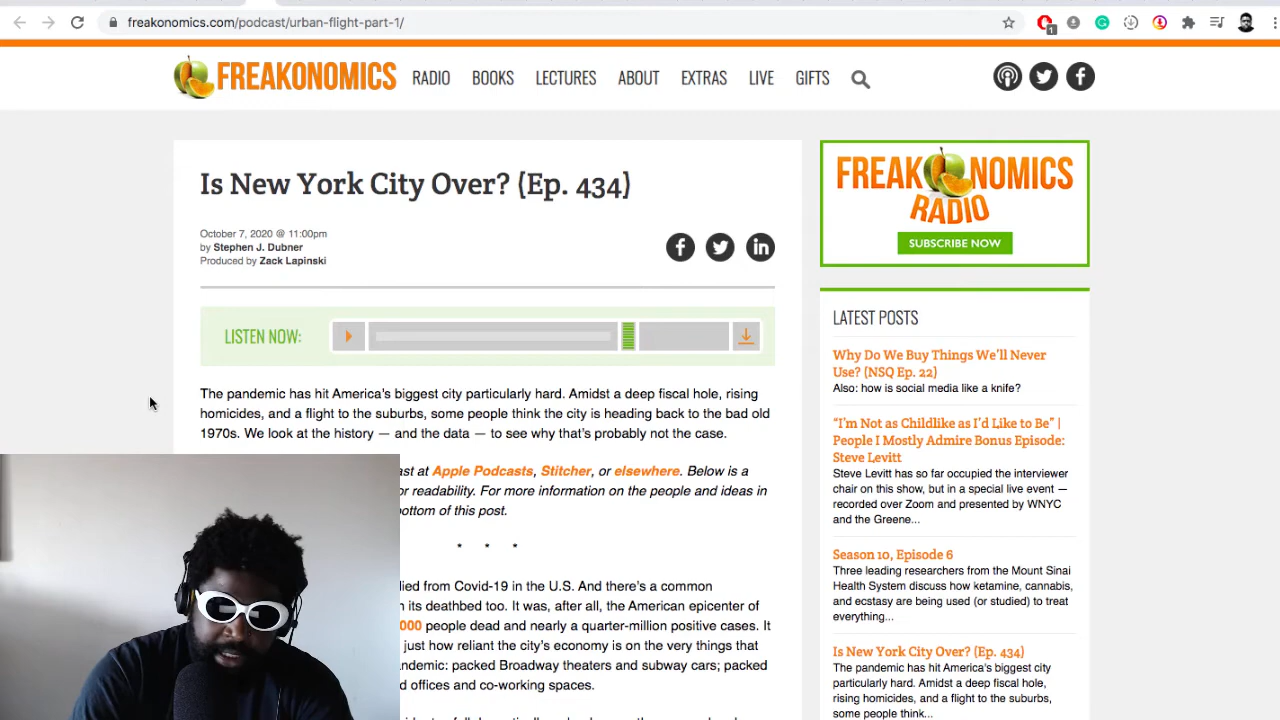 freakonomics.com/podcast/urban-flight-part-1/
1
FREAKONOMICS
RADIO BOOKS LECTURES ABOUT EXTRAS LIVE GIFTS
Is New York City Over? (Ep. 434)
October 7, 2020 @ 11:00pm
by Stephen J. Dubner
Produced by Zack Lapinski
LISTEN NOW:
The pandemic has hit America's biggest city particularly hard. Amidst a deep fiscal hole, rising
homicides, and a flight to the suburbs, some people think the city is heading back to the bad old
1970s. We look at the history — and the data — to see why that's probably not the case.
ast at Apple Podcasts, Stitcher, or elsewhere. Below is a
or readability. For more information on the people and ideas in
bottom of this post.
* * *
died from Covid-19 in the U.S. And there's a common
its deathbed too. It was, after all, the American epicenter of
000 people dead and nearly a quarter-million positive cases. It
just how reliant the city's economy is on the very things that
andemic: packed Broadway theaters and subway cars; packed
d offices and co-working spaces.
FREAKONOMICS
RADIO
SUBSCRIBE NOW
LATEST POSTS
Why Do We Buy Things We'll Never
Use? (NSQ Ep. 22)
Also: how is social media like a knife?
“I'm Not as Childlike as I'd Like to Be” |
People I Mostly Admire Bonus Episode:
Steve Levitt
Steve Levitt has so far occupied the interviewer
chair on this show, but in a special live event —
recorded over Zoom and presented by WNYC
and the Greene...
Season 10, Episode 6
Three leading researchers from the Mount Sinai
Health System discuss how ketamine, cannabis,
and ecstasy are being used (or studied) to treat
everything...
Is New York City Over? (Ep. 434)
The pandemic has hit America's biggest city
particularly hard. Amidst a deep fiscal hole,
rising homicides, and a flight to the suburbs,
some people think...